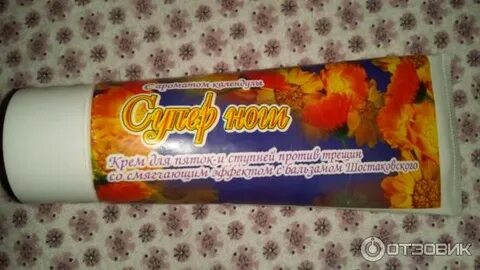 с ароматом календулы
Супер ноги
Крем для пяток и ступней против трещин
со смягчающим эффектом с бальзамом Шостаковского
ОТЗОВИК